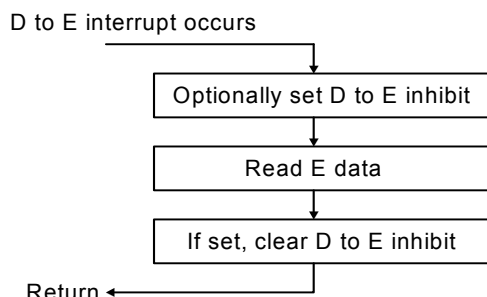 D to E interrupt occurs
Optionally set D to E inhibit
Read E data
If set, clear D to E inhibit
Return